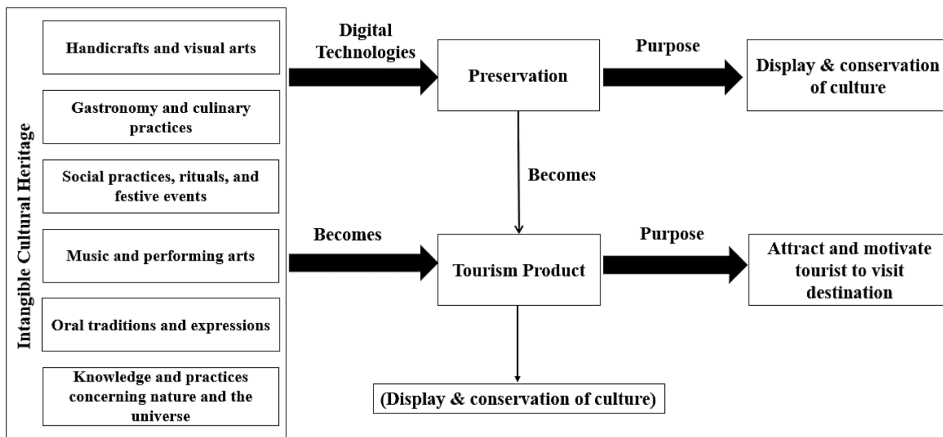 Intangible Cultural Heritage
Handicrafts and visual arts
Gastronomy and culinary
practices
Social practices, rituals, and
festive events
Music and performing arts
Oral traditions and expressions
Knowledge and practices
concerning nature and the
universe
Digital
Technologies
Preservation
Purpose
Display & conservation
of culture
Becomes
Becomes
Tourism Product
Purpose
Attract and motivate
tourist to visit
destination
(Display & conservation of culture)